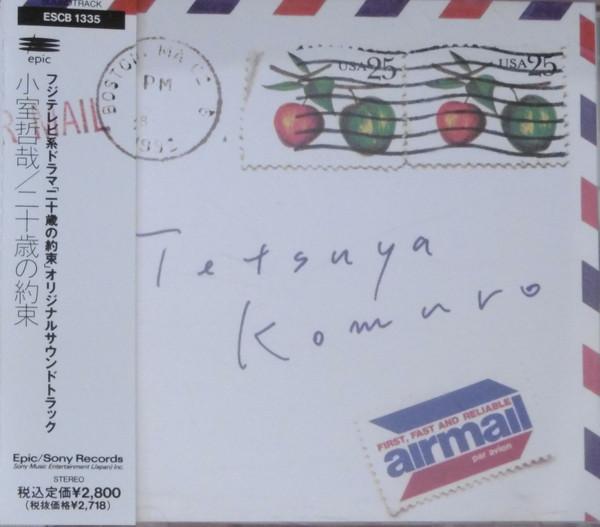 SOUNDTRACK
ESCB 1335
epic
フジテレビ系ドラマ「二十歳の約束」オリジナルサウンドトラック
小室哲哉/二十歳の約束
Epic/Sony Records
Sony Music Entertainment (Japan) Inc.
STEREO
税込定価¥2,800
(税抜価格¥2,718)
BOSTON, MA
PM
MAIL
USA 25
USA 25
Tetsuya
Komuro
FIRST, FAST AND RELIABLE
airmail
par avion